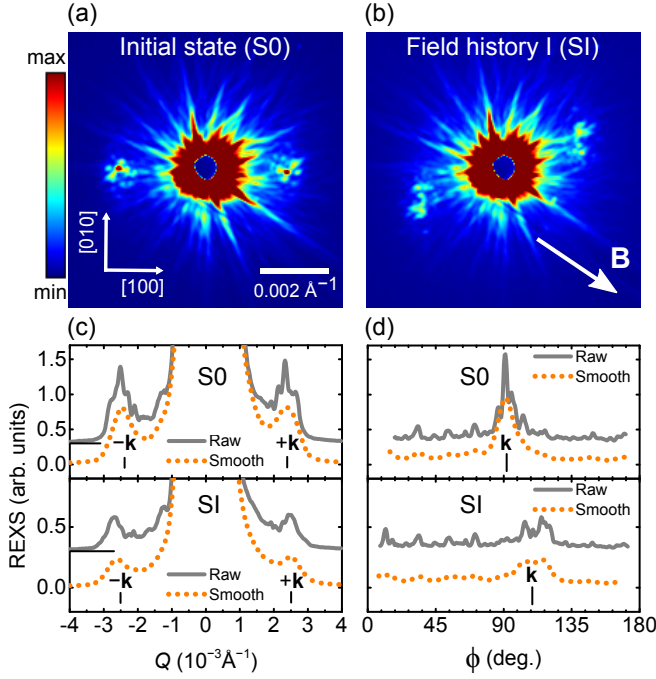 (a)
(b)
max
Initial state (S0)
Field history I (SI)
[010]
[100]
0.002 Å⁻¹
B
min
(c)
(d)
REXS (arb. units)
1.5
1.0
0.5
0.0
S0
−k
+k
Raw
Smooth
S0
Raw
Smooth
k
0.5
0.0
SI
−k
+k
Raw
Smooth
SI
Raw
Smooth
k
-4 -3 -2 -1 0 1 2 3 4
0 45 90 135 180
Q (10⁻³Å⁻¹)
ϕ (deg.)